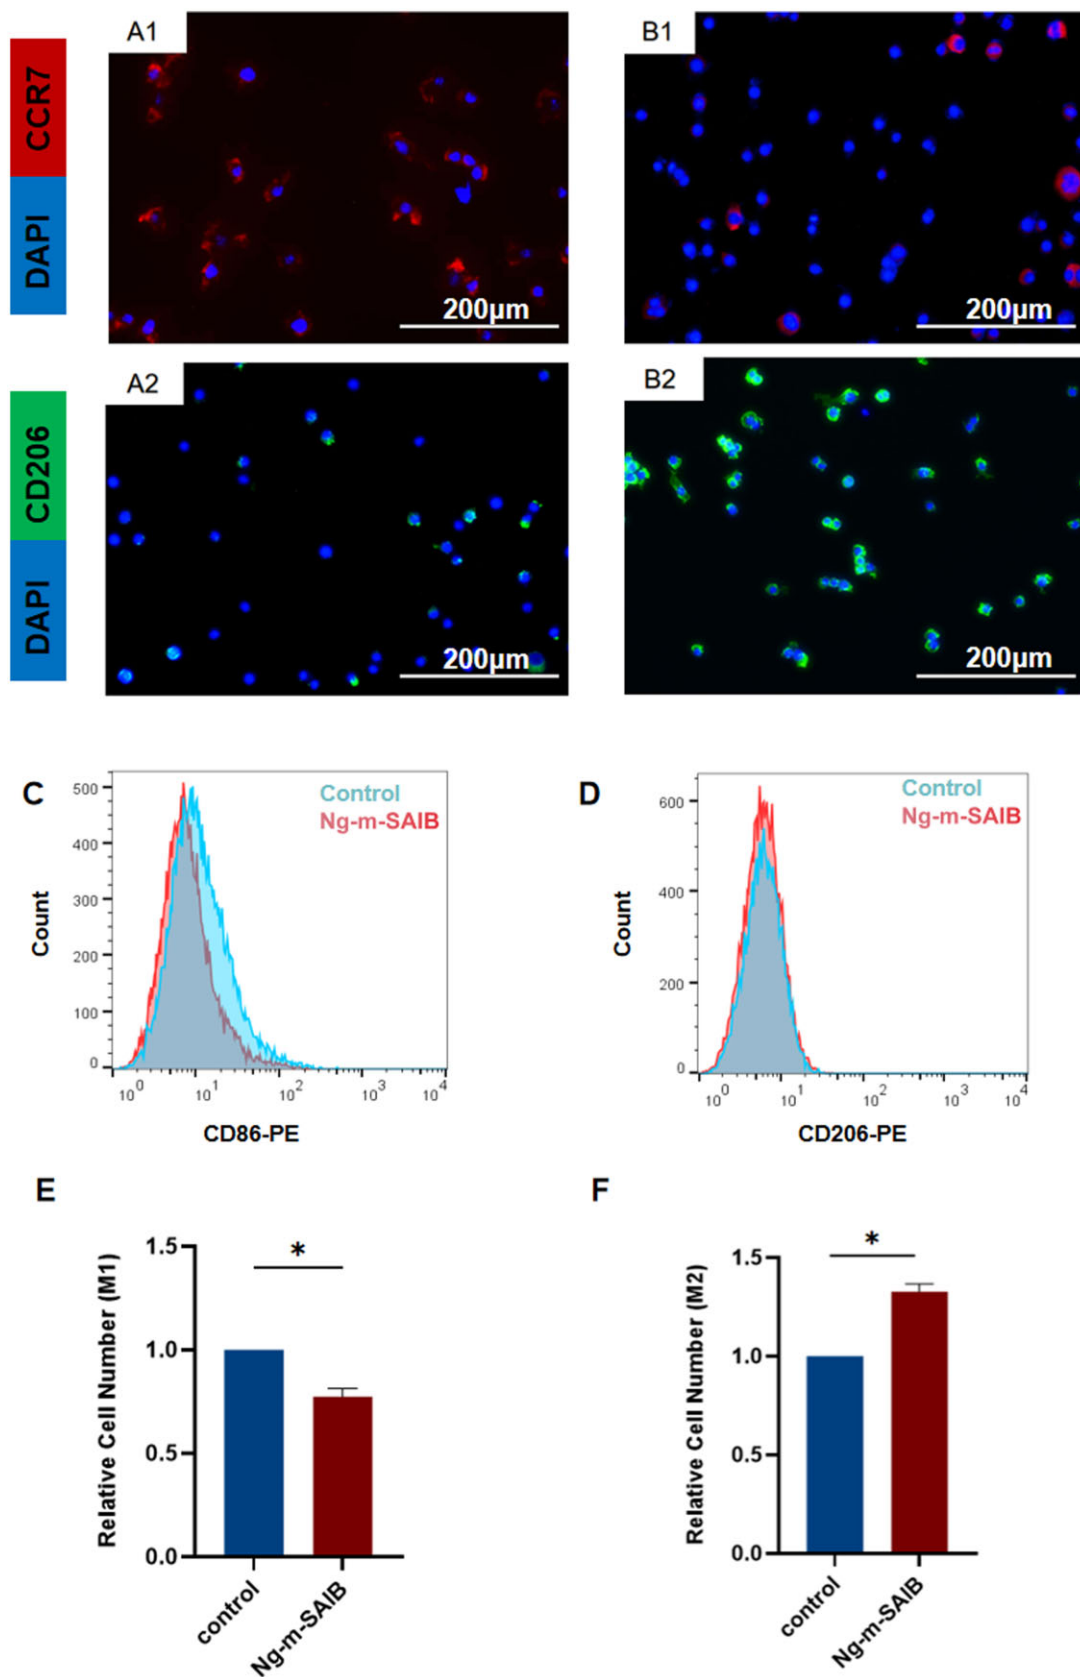 A1
B1
CCR7
DAPI
200µm
200µm
A2
B2
CD206
DAPI
200µm
200µm
C
Control
Ng-m-SAIB
500
400
300
200
100
0
Count
10^0 10^1 10^2 10^3 10^4
CD86-PE
D
Control
Ng-m-SAIB
600
400
200
0
Count
10^0 10^1 10^2 10^3 10^4
CD206-PE
E
*
1.5
1.0
0.5
0.0
Relative Cell Number (M1)
control
Ng-m-SAIB
F
*
1.5
1.0
0.5
0.0
Relative Cell Number (M2)
control
Ng-m-SAIB